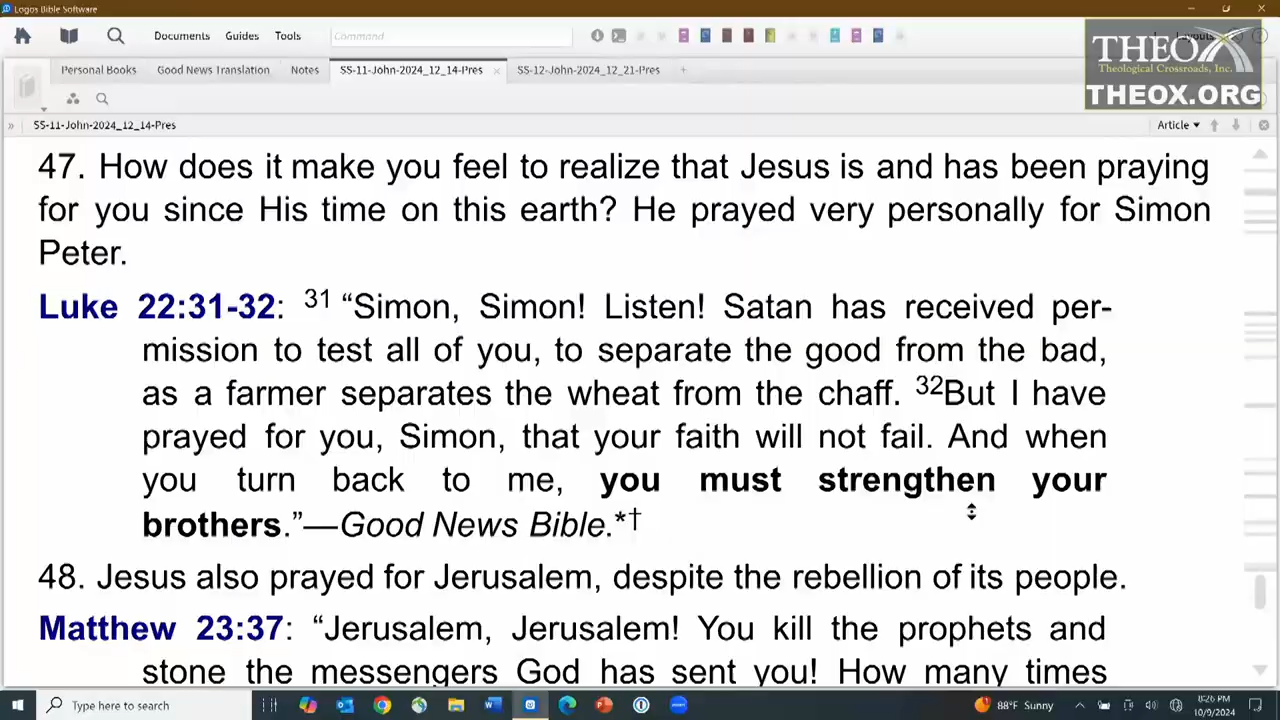 Logos Bible Software
Documents Guides Tools Command Layouts
THEOX
Theological Crossroads, Inc.
THEOX.ORG
Personal Books Good News Translation Notes SS-11-John-2024_12_14-Pres × SS-12-John-2024_12_21-Pres +
» SS-11-John-2024_12_14-Pres Article
47. How does it make you feel to realize that Jesus is and has been praying
for you since His time on this earth? He prayed very personally for Simon
Peter.
Luke 22:31-32: 31 “Simon, Simon! Listen! Satan has received per-
mission to test all of you, to separate the good from the bad,
as a farmer separates the wheat from the chaff. 32But I have
prayed for you, Simon, that your faith will not fail. And when
you turn back to me, you must strengthen your
brothers.”—Good News Bible.*†
48. Jesus also prayed for Jerusalem, despite the rebellion of its people.
Matthew 23:37: “Jerusalem, Jerusalem! You kill the prophets and
stone the messengers God has sent you! How many times
Type here to search
88°F Sunny
8:26 PM
10/9/2024